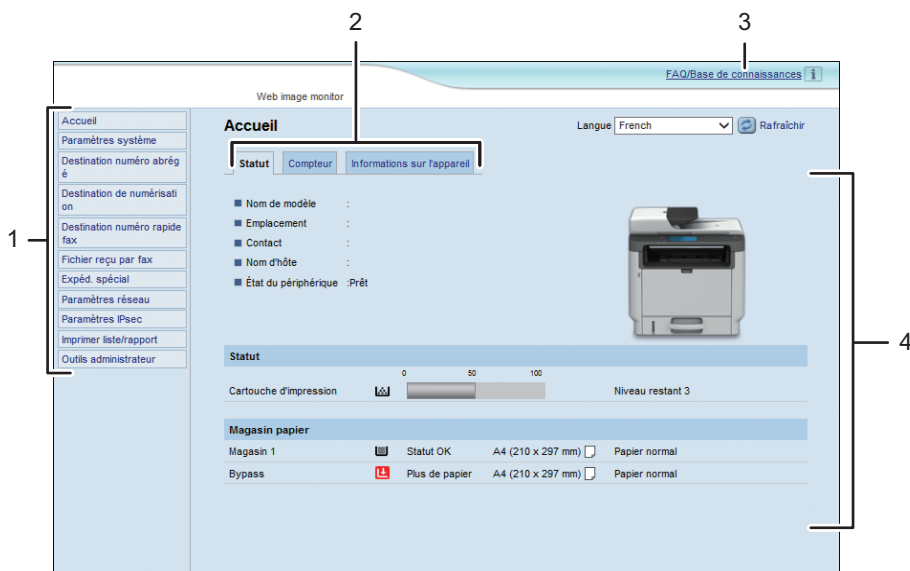 2
3
FAQ/Base de connaissances
Web image monitor
1
Accueil
Paramètres système
Destination numéro abrég
é
Destination de numérisati
on
Destination numéro rapide
fax
Fichier reçu par fax
Expéd. spécial
Paramètres réseau
Paramètres IPsec
Imprimer liste/rapport
Outils administrateur
Accueil
Langue French Rafraîchir
Statut Compteur Informations sur l'appareil
Nom de modèle :
Emplacement :
Contact :
Nom d'hôte :
État du périphérique :Prêt
4
Statut
0 50 100
Cartouche d'impression Niveau restant 3
Magasin papier
Magasin 1 Statut OK A4 (210 x 297 mm) Papier normal
Bypass Plus de papier A4 (210 x 297 mm) Papier normal